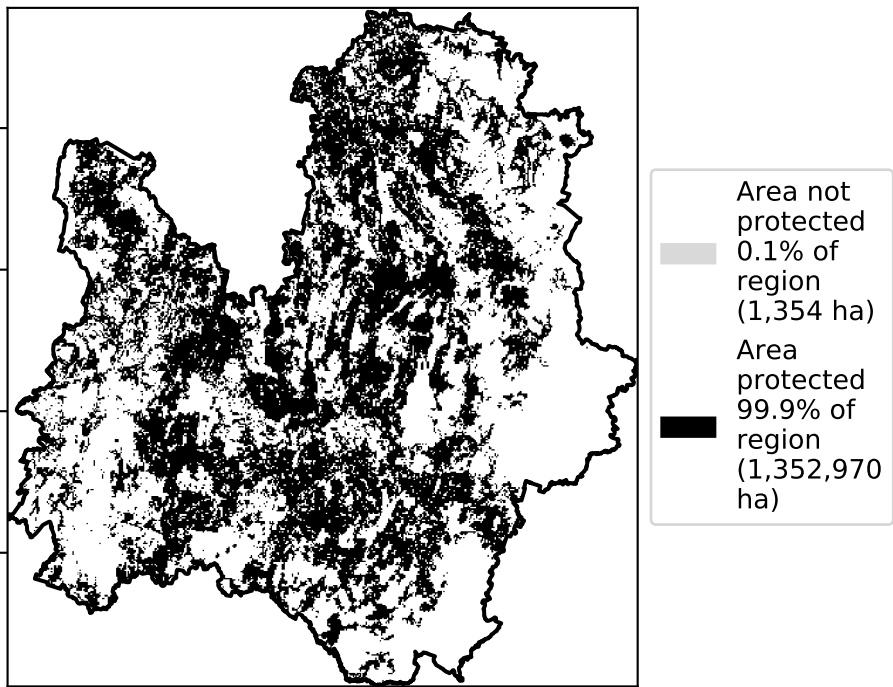 Area not
protected
0.1% of
region
(1,354 ha)
Area
protected
99.9% of
region
(1,352,970
ha)